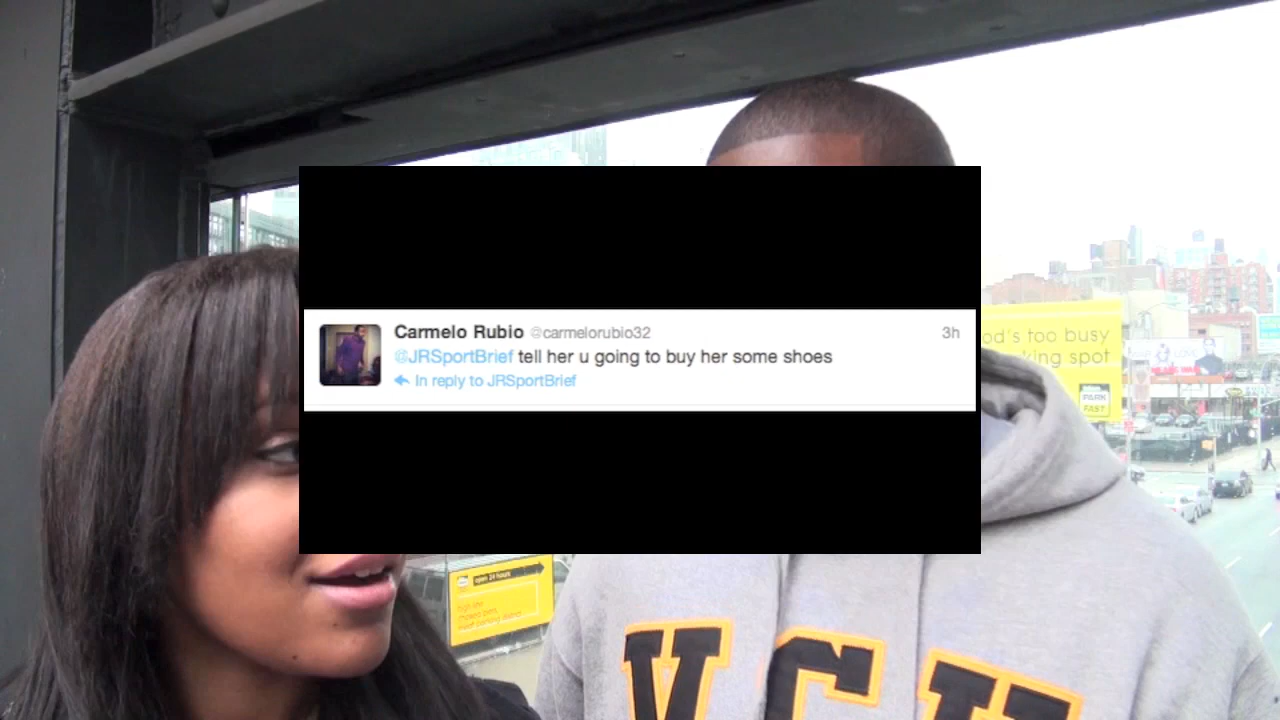 Carmelo Rubio @carmelorubio32 3h
@JRSportBrief tell her u going to buy her some shoes
In reply to JRSportBrief
od's too busy
king spot
PARK
FAST
open 24 hours
VCU